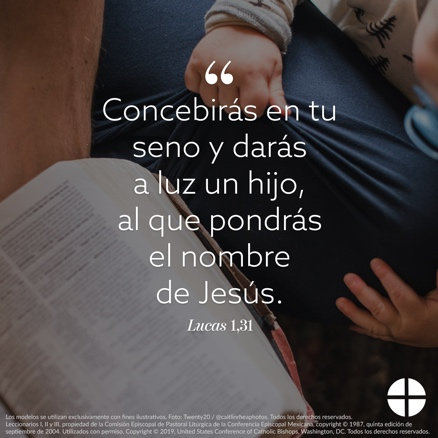 “
Concebirás en tu
seno y darás
a luz un hijo,
al que pondrás
el nombre
de Jesús.
Lucas 1,31
Los modelos se utilizan exclusivamente con fines ilustrativos. Foto: Twenty20 / @caitlinrheaphotos. Todos los derechos reservados.
Leccionarios I, II y III, propiedad de la Comisión Episcopal de Pastoral Litúrgica de la Conferencia Episcopal Mexicana, copyright © 1987, quinta edición de
septiembre de 2004. Utilizados con permiso. Copyright © 2019, United States Conference of Catholic Bishops, Washington, DC. Todos los derechos reservados.